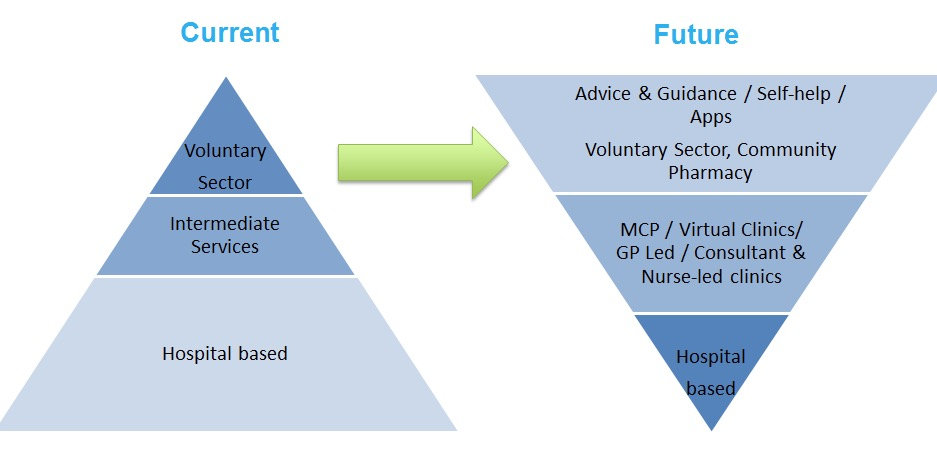 Current
Voluntary
Sector
Intermediate
Services
Hospital based
Future
Advice & Guidance / Self-help /
Apps
Voluntary Sector, Community
Pharmacy
MCP / Virtual Clinics/
GP Led / Consultant &
Nurse-led clinics
Hospital
based